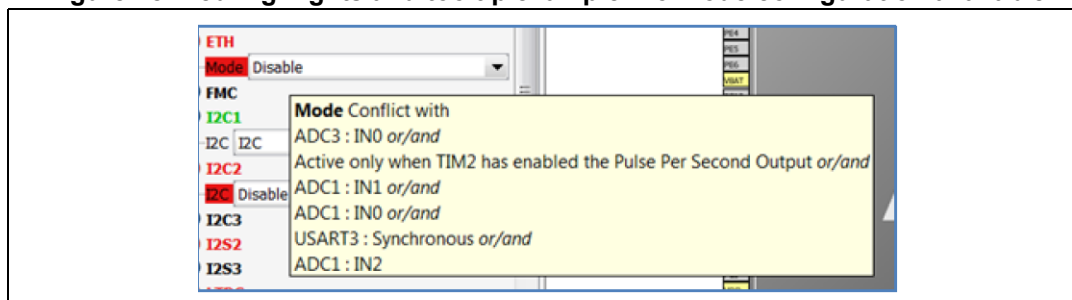 ETH
Mode Disable
FMC
I2C1
I2C I2C
I2C2
I2C Disable
I2C3
I2S2
I2S3
Mode Conflict with
ADC3 : IN0 or/and
Active only when TIM2 has enabled the Pulse Per Second Output or/and
ADC1 : IN1 or/and
ADC1 : IN0 or/and
USART3 : Synchronous or/and
ADC1 : IN2
PE4
PE5
PE6
VBAT